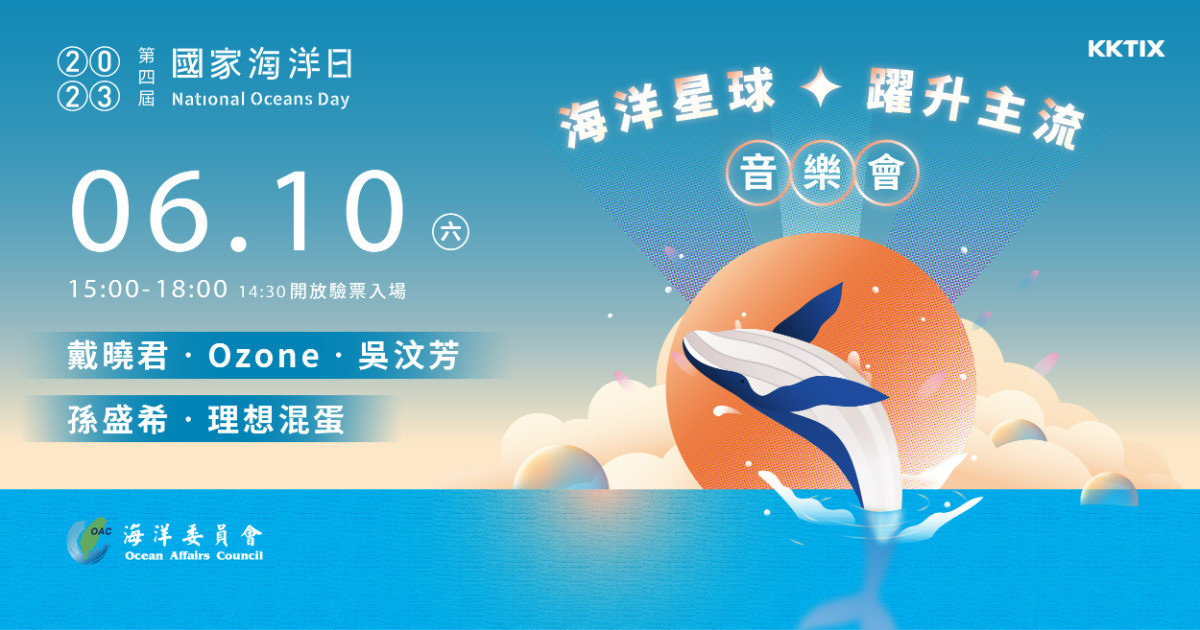 2023 第四屆 國家海洋日
National Oceans Day
KKTIX
海洋星球 躍升主流
音樂會
06.10 六
15:00-18:00 14:30開放驗票入場
戴曉君・Ozone・吳汶芳
孫盛希・理想混蛋
OAC 海洋委員會
Ocean Affairs Council